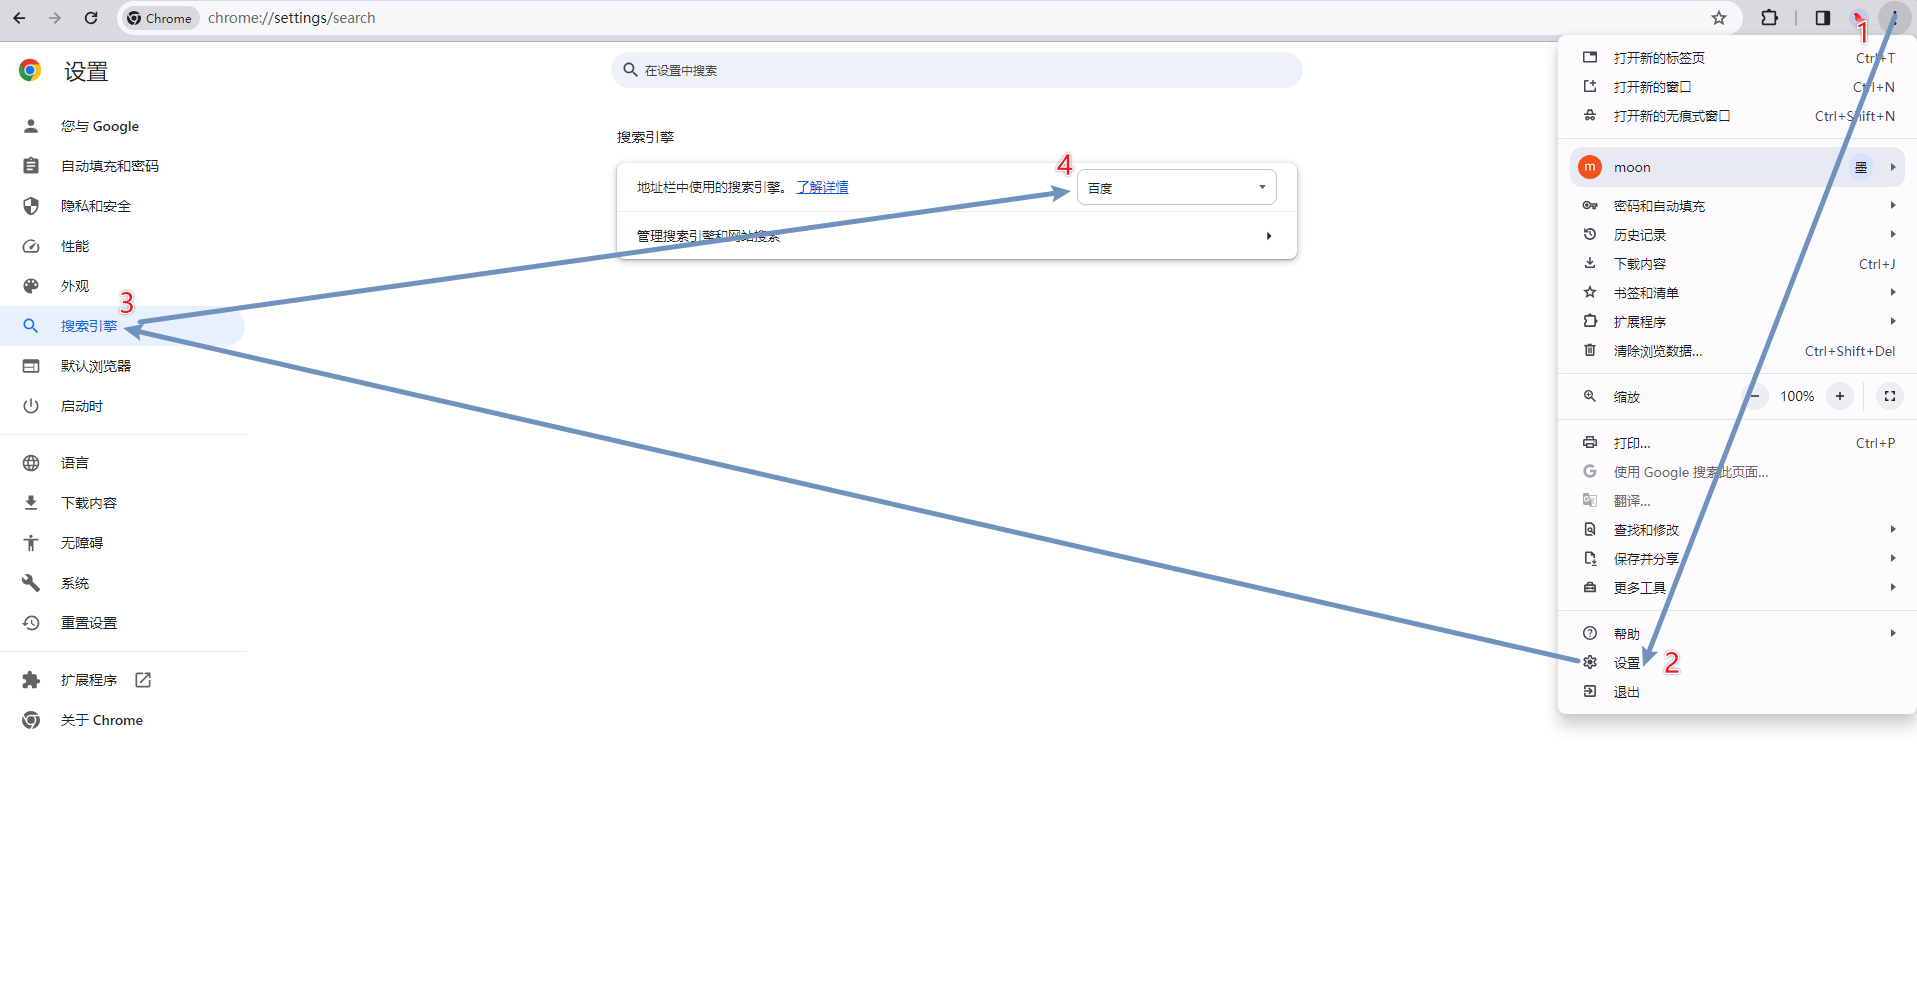 Chrome
chrome://settings/search
1
设置
在设置中搜索
您与 Google
自动填充和密码
隐私和安全
性能
外观
3
搜索引擎
默认浏览器
启动时
语言
下载内容
无障碍
系统
重置设置
扩展程序
关于 Chrome
搜索引擎
4
地址栏中使用的搜索引擎。 了解详情
百度
管理搜索引擎和网站搜索
打开新的标签页 Ctrl+T
打开新的窗口 Ctrl+N
打开新的无痕式窗口 Ctrl+Shift+N
m moon
密码和自动填充
历史记录
下载内容 Ctrl+J
书签和清单
扩展程序
清除浏览数据... Ctrl+Shift+Del
缩放 − 100% +
打印... Ctrl+P
使用 Google 搜索此页面...
翻译...
查找和修改
保存并分享
更多工具
帮助
设置 2
退出